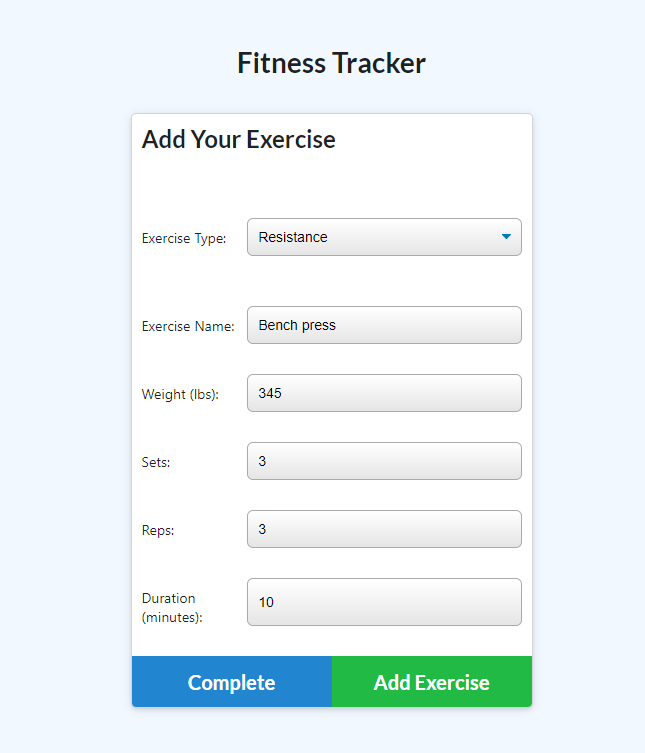 Fitness Tracker
Add Your Exercise
Exercise Type: Resistance
Exercise Name: Bench press
Weight (lbs): 345
Sets: 3
Reps: 3
Duration
(minutes): 10
Complete Add Exercise